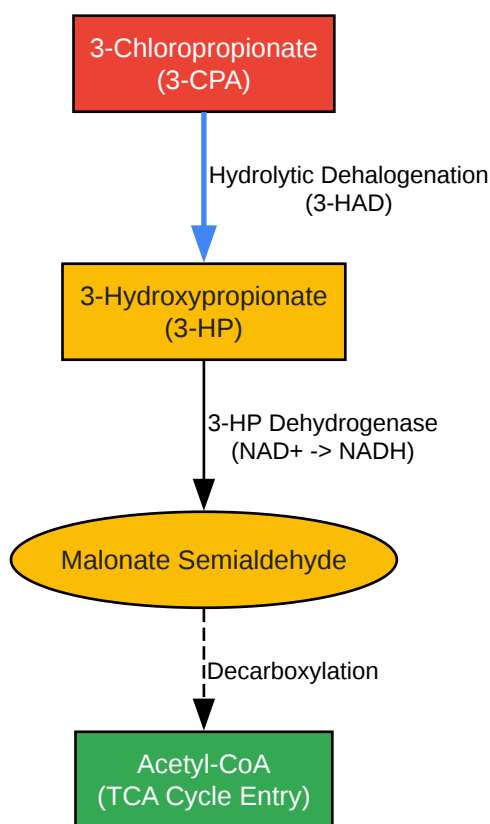 3-Chloropropionate
(3-CPA)
Hydrolytic Dehalogenation
(3-HAD)
3-Hydroxypropionate
(3-HP)
3-HP Dehydrogenase
(NAD+ -> NADH)
Malonate Semialdehyde
Decarboxylation
Acetyl-CoA
(TCA Cycle Entry)